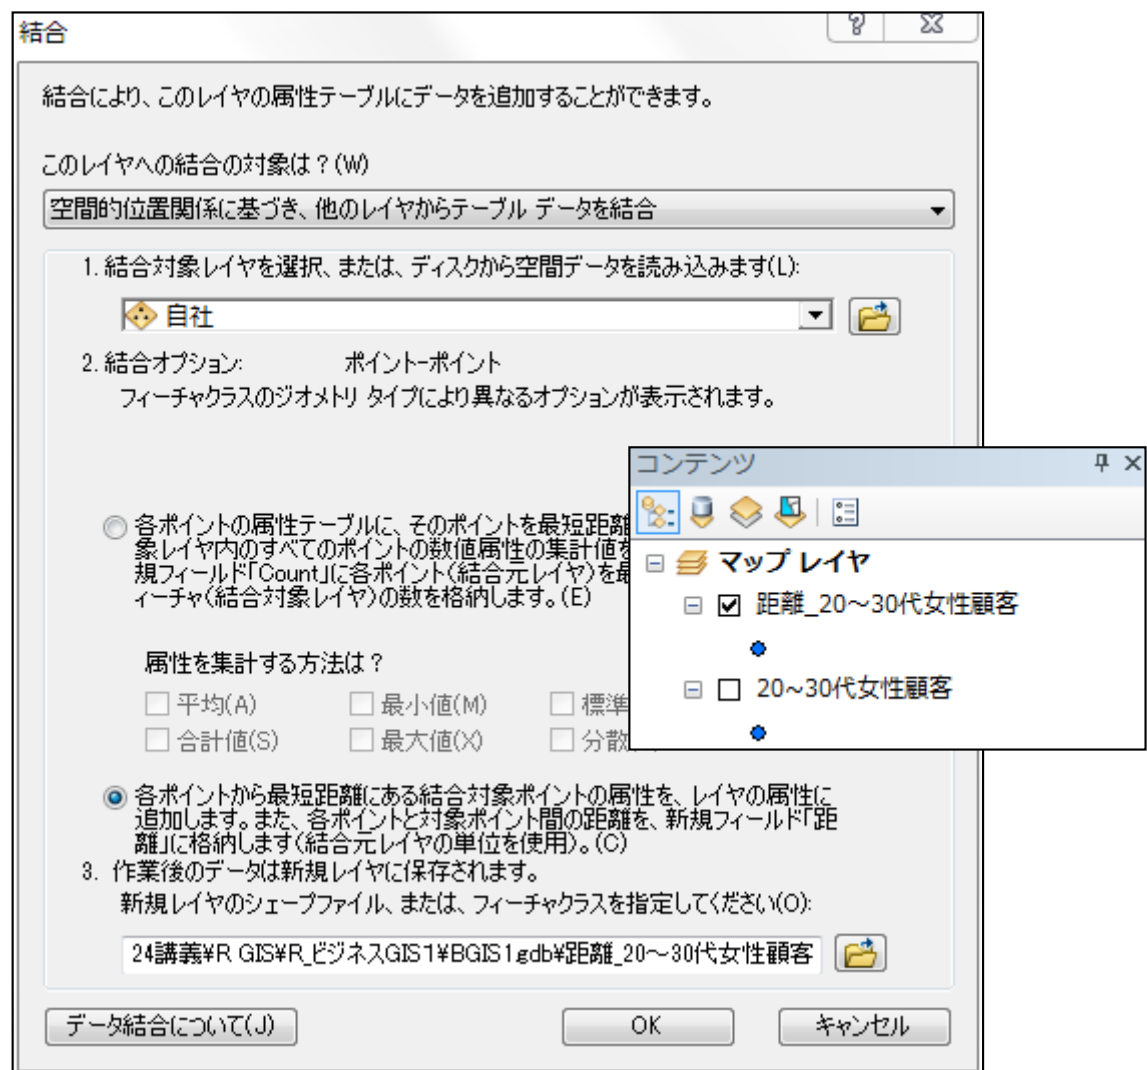 結合
結合により、このレイヤの属性テーブルにデータを追加することができます。
このレイヤへの結合の対象は？(W)
空間的位置関係に基づき、他のレイヤからテーブル データを結合
1. 結合対象レイヤを選択、または、ディスクから空間データを読み込みます(L):
自社
2. 結合オプション: ポイント-ポイント
フィーチャクラスのジオメトリ タイプにより異なるオプションが表示されます。
各ポイントの属性テーブルに、そのポイントを最短距離
象レイヤ内のすべてのポイントの数値属性の集計値を
規フィールド「Count」に各ポイント(結合元レイヤ)を最
ィーチャ(結合対象レイヤ)の数を格納します。(E)
属性を集計する方法は？
平均(A) 最小値(M) 標準
合計値(S) 最大値(X) 分散
各ポイントから最短距離にある結合対象ポイントの属性を、レイヤの属性に
追加します。また、各ポイントと対象ポイント間の距離を、新規フィールド「距
離」に格納します(結合元レイヤの単位を使用)。(C)
3. 作業後のデータは新規レイヤに保存されます。
新規レイヤのシェープファイル、または、フィーチャクラスを指定してください(O):
24講義¥R GIS¥R_ビジネスGIS1¥BGIS1gdb¥距離_20～30代女性顧客
データ結合について(J) OK キャンセル
コンテンツ
マップ レイヤ
距離_20～30代女性顧客
20~30代女性顧客